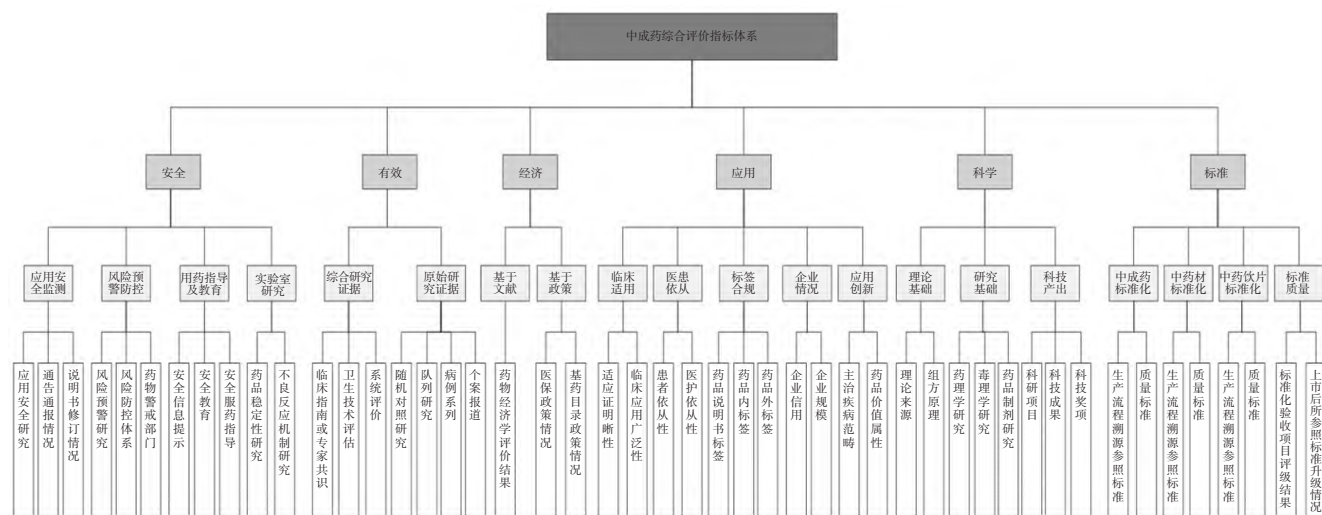 中成药综合评价指标体系
安全
有效
经济
应用
科学
标准
应用安
全监测
风险预
警防控
用药指导
及教育
实验室
研究
综合研究
证据
原始研
究证据
基于
文献
基于
政策
临床
适用
医患
依从
标签
合规
企业
情况
应用
创新
理论
基础
研究
基础
科技
产出
中成药
标准化
中药材
标准化
中药饮片
标准化
标准
质量
应用安全研究
通告通报情况
说明书修订情况
风险预警研究
风险防控体系
药物警戒部门
安全信息提示
安全教育
安全服药指导
药品稳定性研究
不良反应机制研究
临床指南或专家共识
卫生技术评估
系统评价
随机对照研究
队列研究
病例系列
个案报道
药物经济学评价结果
医保政策情况
基药目录政策情况
适应证明晰性
临床应用广泛性
患者依从性
医护依从性
药品说明书标签
药品内标签
药品外标签
企业信用
企业规模
主治疾病范畴
药品价值属性
理论来源
组方原理
药理学研究
毒理学研究
药品制剂研究
科研项目
科技成果
科技奖项
生产流程溯源参照标准
质量标准
生产流程溯源参照标准
质量标准
生产流程溯源参照标准
质量标准
标准化验收项目评级结果
上市后所参照标准升级情况